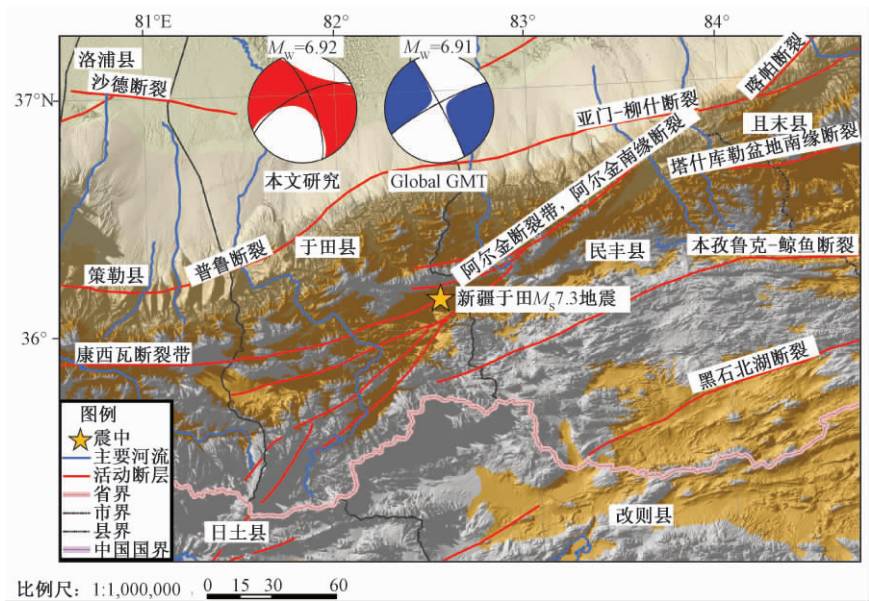 81°E
82°
83°
84°
M_W=6.92
M_W=6.91
洛浦县
沙德断裂
37°N
喀帕断裂
亚门-柳什断裂
且末县
塔什库勒盆地南缘断裂
本文研究
Global GMT
阿尔金断裂带，阿尔金南缘断裂
于田县
民丰县
本孜鲁克-鲸鱼断裂
普鲁断裂
策勒县
新疆于田M_S7.3地震
36°
康西瓦断裂带
黑石北湖断裂
图例
震中
主要河流
活动断层
省界
市界
县界
中国国界
日土县
改则县
比例尺：1:1,000,000 0 15 30 60